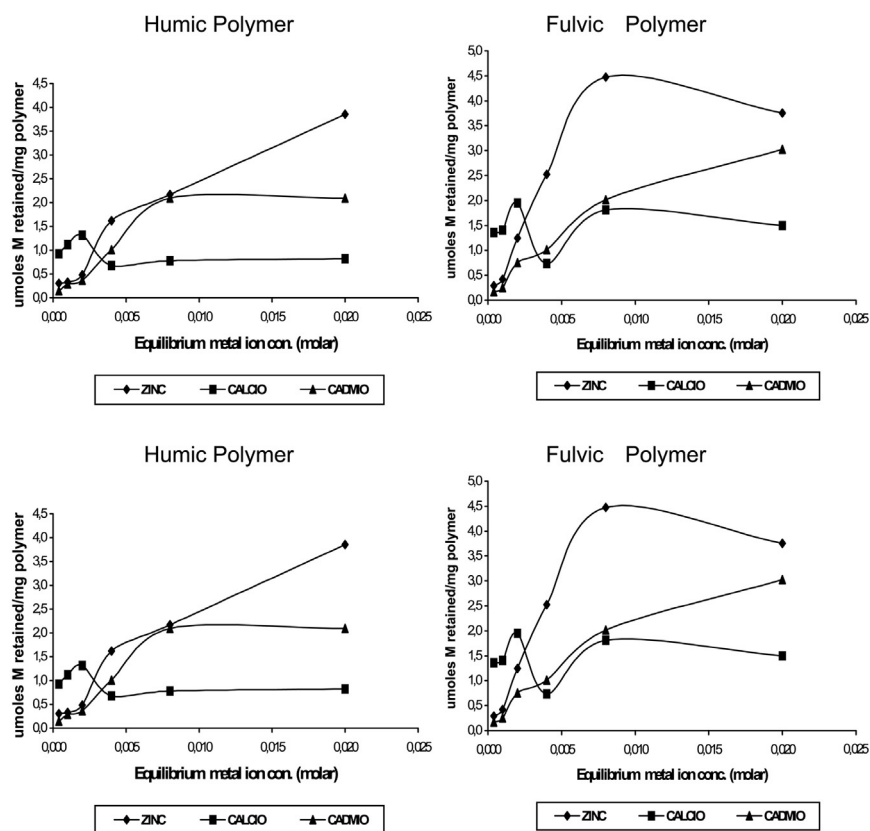 Humic Polymer
umoles M retained/mg polymer
4,5
4,0
3,5
3,0
2,5
2,0
1,5
1,0
0,5
0,0
0,000 0,005 0,010 0,015 0,020 0,025
Equilibrium metal ion con. (molar)
ZINC CALCIO CADMIO
Fulvic Polymer
umoles M retained/mg polymer
5,0
4,5
4,0
3,5
3,0
2,5
2,0
1,5
1,0
0,5
0,0
0,000 0,005 0,010 0,015 0,020 0,025
Equilibrium metal ion conc. (molar)
ZINC CALCIO CADMIO
Humic Polymer
umoles M retained/mg polymer
4,5
4,0
3,5
3,0
2,5
2,0
1,5
1,0
0,5
0,0
0,000 0,005 0,010 0,015 0,020 0,025
Equilibrium metal ion con. (molar)
ZINC CALCIO CADMIO
Fulvic Polymer
umoles M retained/mg polymer
5,0
4,5
4,0
3,5
3,0
2,5
2,0
1,5
1,0
0,5
0,0
0,000 0,005 0,010 0,015 0,020 0,025
Equilibrium metal ion conc. (molar)
ZINC CALCIO CADMIO